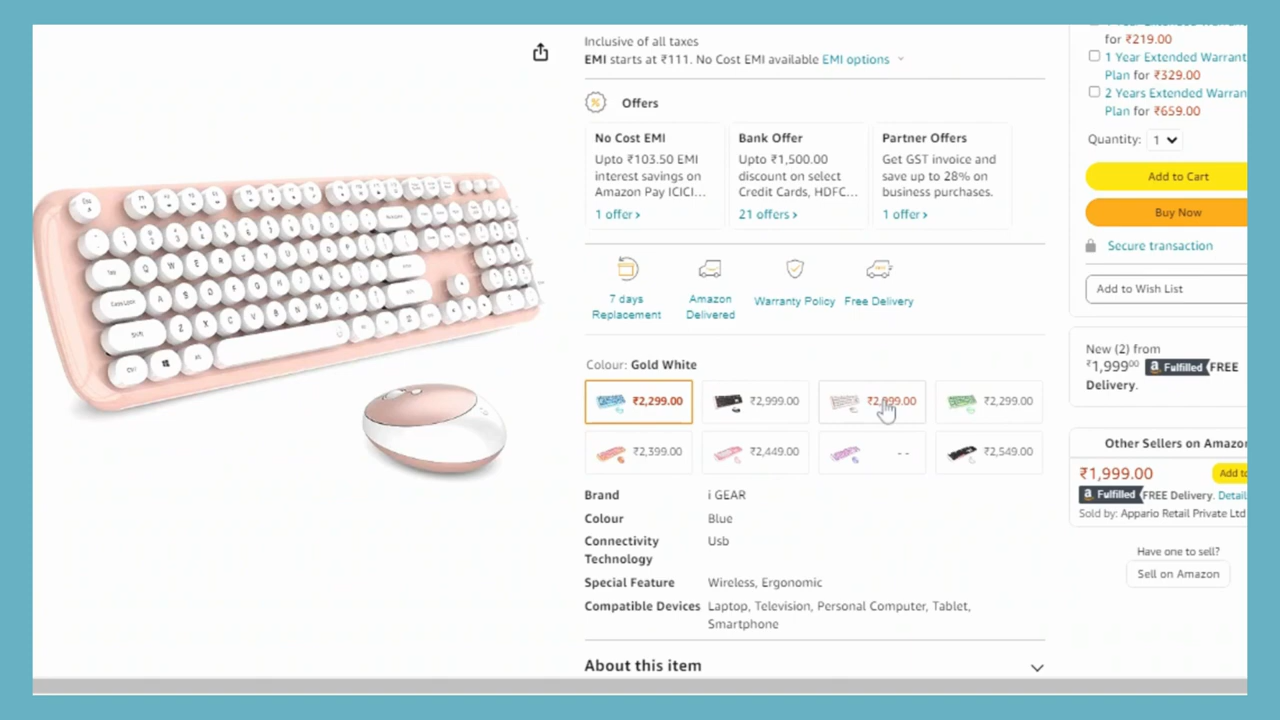 Inclusive of all taxes
EMI starts at ₹111. No Cost EMI available EMI options
Offers
No Cost EMI
Upto ₹103.50 EMI
interest savings on
Amazon Pay ICICI...
1 offer ›
Bank Offer
Upto ₹1,500.00
discount on select
Credit Cards, HDFC...
21 offers ›
Partner Offers
Get GST invoice and
save up to 28% on
business purchases.
1 offer ›
7 days
Replacement
Amazon
Delivered
Warranty Policy
Free Delivery
Colour: Gold White
₹2,299.00
₹2,999.00
₹2,299.00
₹2,399.00
₹2,449.00
- -
₹2,549.00
Brand i GEAR
Colour Blue
Connectivity Usb
Technology
Special Feature Wireless, Ergonomic
Compatible Devices Laptop, Television, Personal Computer, Tablet,
Smartphone
About this item
for ₹219.00
1 Year Extended Warrant
Plan for ₹329.00
2 Years Extended Warran
Plan for ₹659.00
Quantity: 1
Add to Cart
Buy Now
Secure transaction
Add to Wish List
New (2) from
₹1,999⁰⁰ a Fulfilled FREE
Delivery.
Other Sellers on Amazo
₹1,999.00 Add to
a Fulfilled FREE Delivery. Detail
Sold by: Appario Retail Private Ltd
Have one to sell?
Sell on Amazon